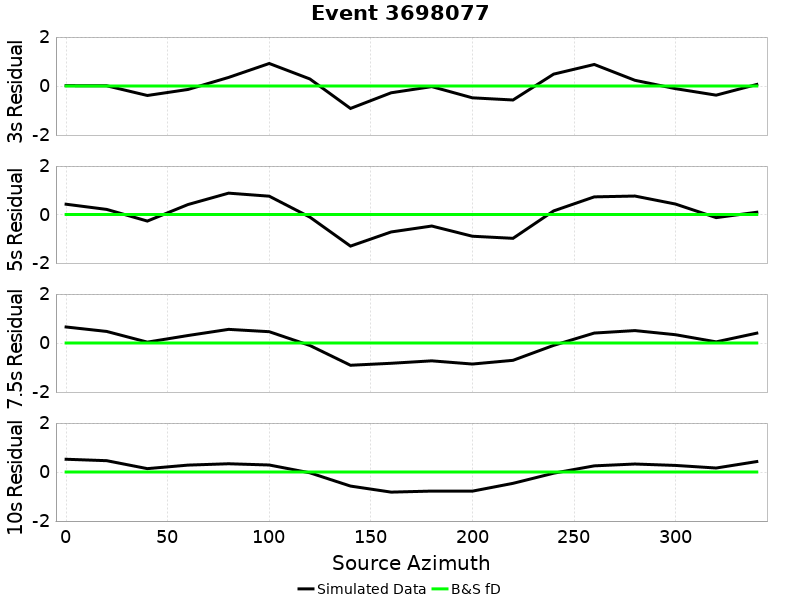 Event 3698077
3s Residual
2
0
-2
5s Residual
2
0
-2
7.5s Residual
2
0
-2
10s Residual
2
0
-2
0 50 100 150 200 250 300
Source Azimuth
Simulated Data B&S fD